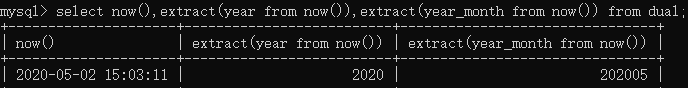 mysql> select now(),extract(year from now()),extract(year_month from now()) from dual;
+---------------------+--------------------------+--------------------------------+
| now() | extract(year from now()) | extract(year_month from now()) |
+---------------------+--------------------------+--------------------------------+
| 2020-05-02 15:03:11 | 2020 | 202005 |